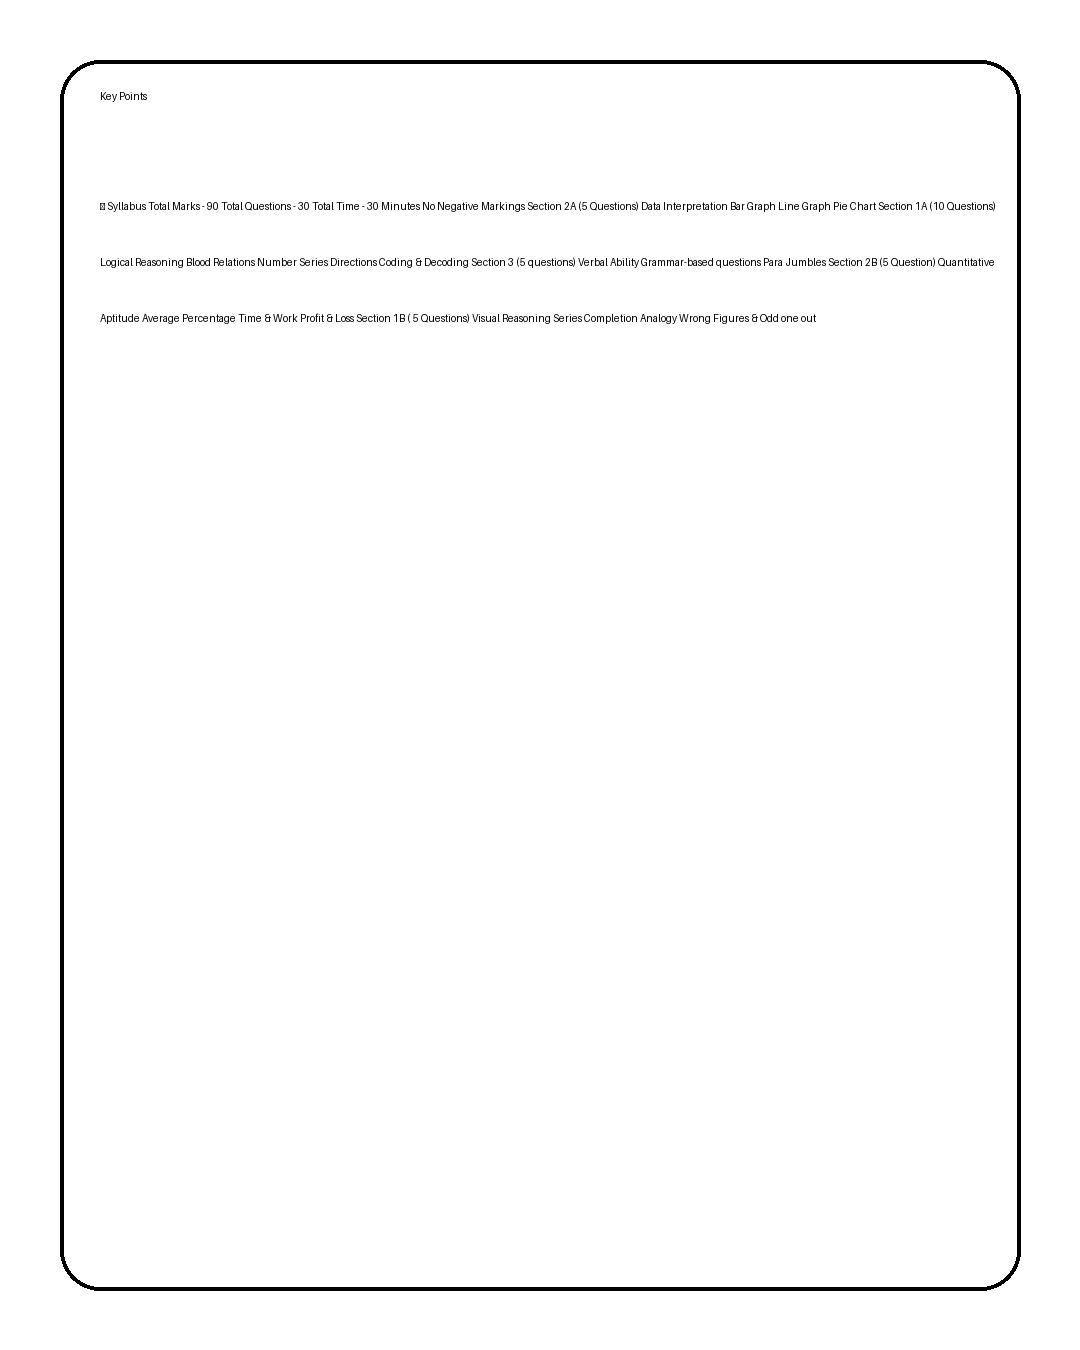 Key Points
Syllabus Total Marks - 90 Total Questions - 30 Total Time - 30 Minutes No Negative Markings Section 2A (5 Questions) Data Interpretation Bar Graph Line Graph Pie Chart Section 1A (10 Questions)
Logical Reasoning Blood Relations Number Series Directions Coding & Decoding Section 3 (5 questions) Verbal Ability Grammar-based questions Para Jumbles Section 2B (5 Question) Quantitative
Aptitude Average Percentage Time & Work Profit & Loss Section 1B ( 5 Questions) Visual Reasoning Series Completion Analogy Wrong Figures & Odd one out